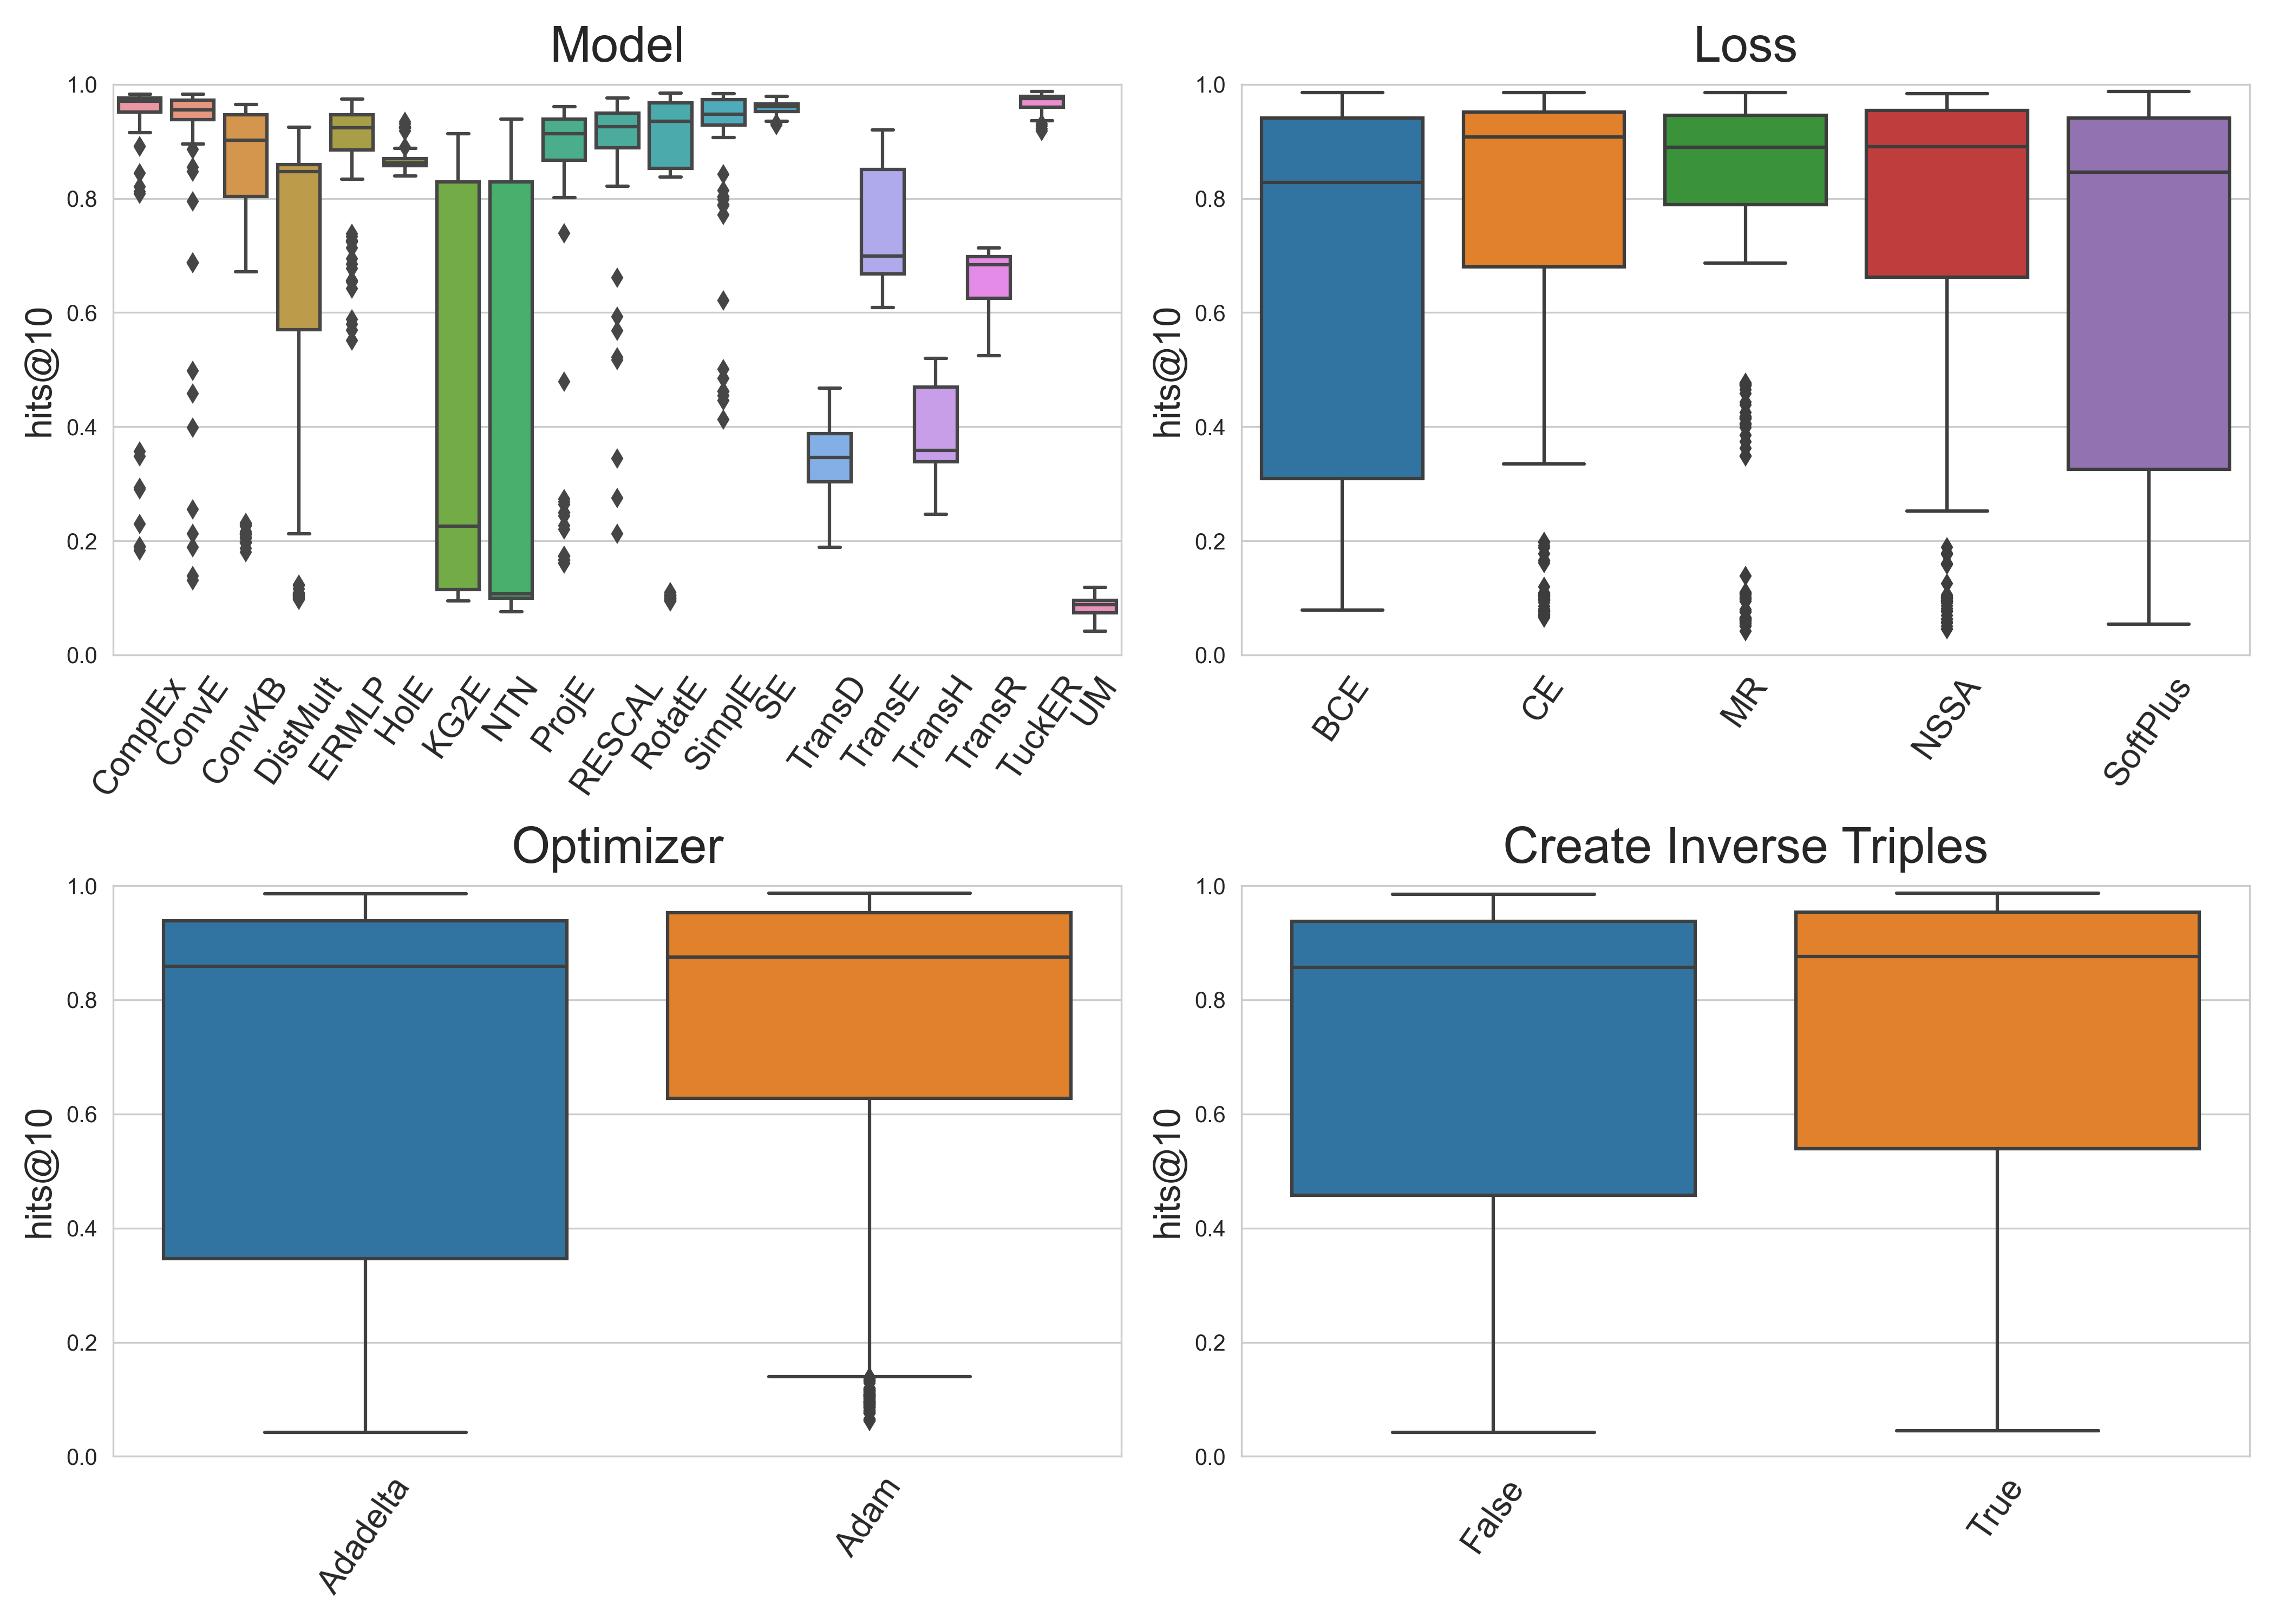 Model
1.0
0.8
0.6
0.4
0.2
0.0
hits@10
ComplEx
ConvE
ConvKB
DistMult
ERMLP
HolE
KG2E
NTN
ProjE
RESCAL
RotatE
SimplE
SE
TransD
TransE
TransH
TransR
TuckER
UM
Loss
1.0
0.8
0.6
0.4
0.2
0.0
hits@10
BCE
CE
MR
NSSA
SoftPlus
Optimizer
1.0
0.8
0.6
0.4
0.2
0.0
hits@10
Adadelta
Adam
Create Inverse Triples
1.0
0.8
0.6
0.4
0.2
0.0
hits@10
False
True